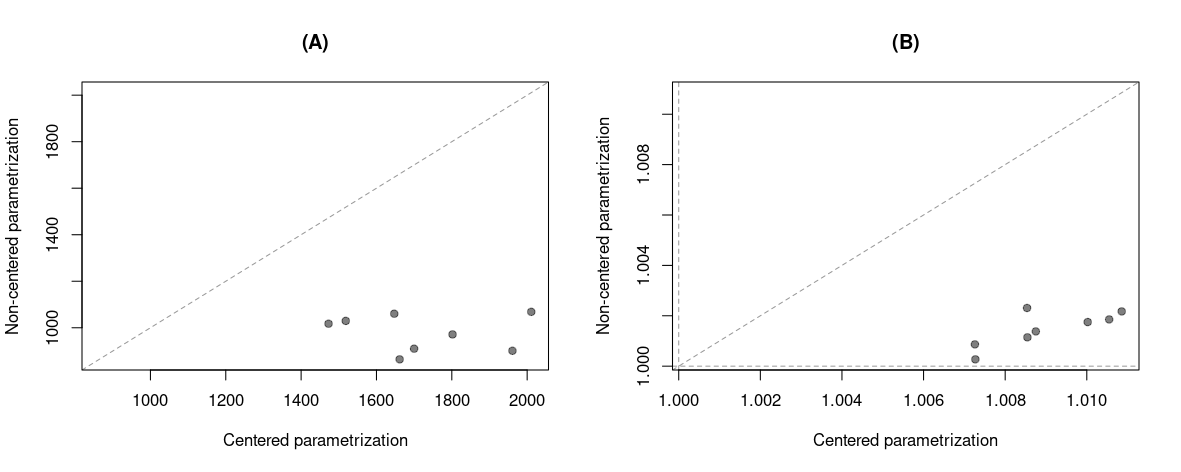 (A)
Non-centered parametrization
1000 1400 1800
1000 1200 1400 1600 1800 2000
Centered parametrization
(B)
Non-centered parametrization
1.000 1.004 1.008
1.000 1.002 1.004 1.006 1.008 1.010
Centered parametrization